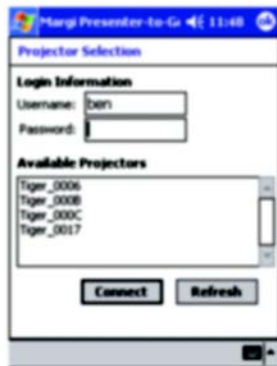 Margi Presenter-to-Go 11:48 ok
Projector Selection
Login Information
Username: ben
Password:
Available Projectors
Tiger_0006
Tiger_000B
Tiger_000C
Tiger_0017
Connect Refresh